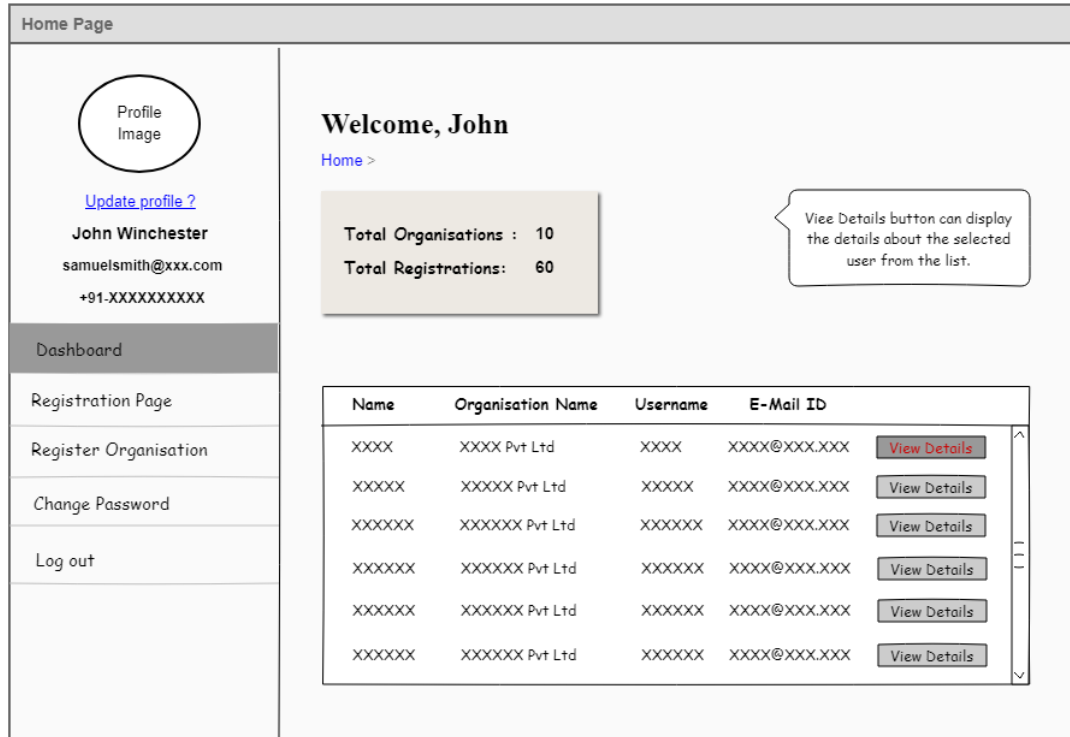 Home Page
Profile
Image
Update profile ?
John Winchester
samuelsmith@xxx.com
+91-XXXXXXXXXX
Dashboard
Registration Page
Register Organisation
Change Password
Log out
Welcome, John
Home >
Total Organisations : 10
Total Registrations: 60
Viee Details button can display
the details about the selected
user from the list.
Name Organisation Name Username E-Mail ID
XXXX XXXX Pvt Ltd XXXX XXXX@XXX.XXX View Details
XXXXX XXXXX Pvt Ltd XXXXX XXXX@XXX.XXX View Details
XXXXXX XXXXXX Pvt Ltd XXXXXX XXXX@XXX.XXX View Details
XXXXXX XXXXXX Pvt Ltd XXXXXX XXXX@XXX.XXX View Details
XXXXXX XXXXXX Pvt Ltd XXXXXX XXXX@XXX.XXX View Details
XXXXXX XXXXXX Pvt Ltd XXXXXX XXXX@XXX.XXX View Details